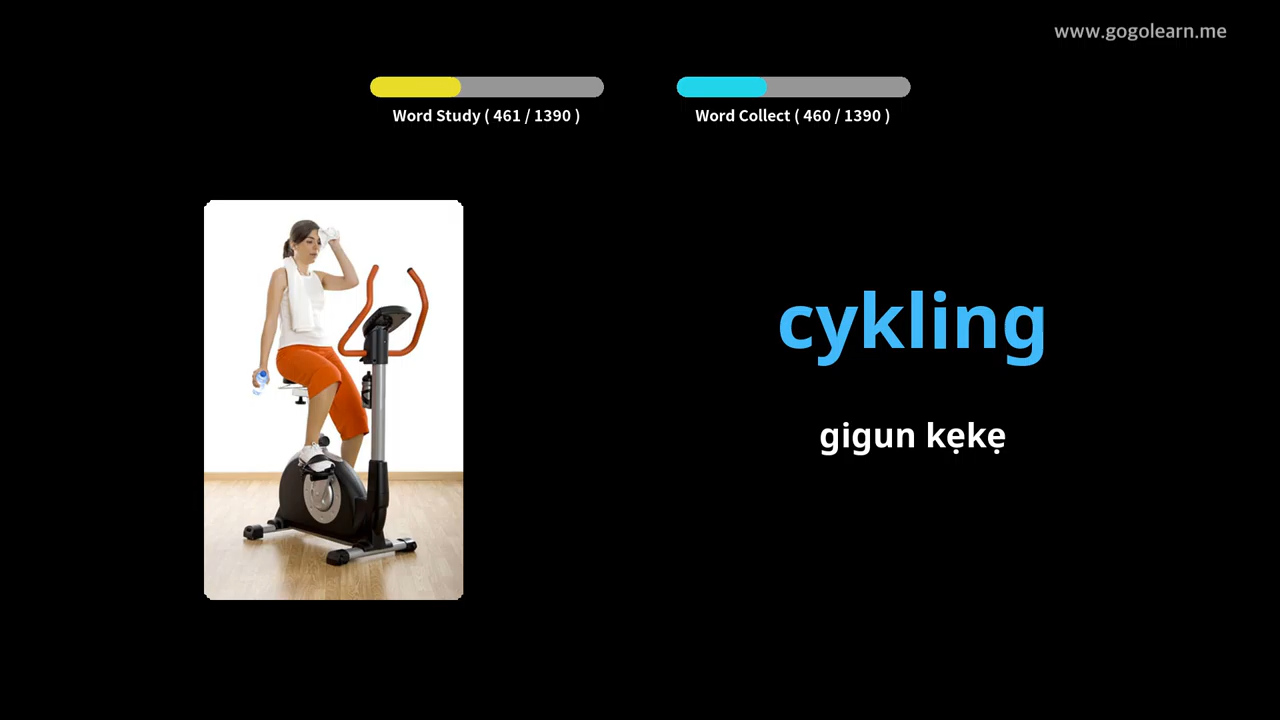 www.gogolearn.me
Word Study ( 461 / 1390 )
Word Collect ( 460 / 1390 )
cykling
gigun kẹkẹ